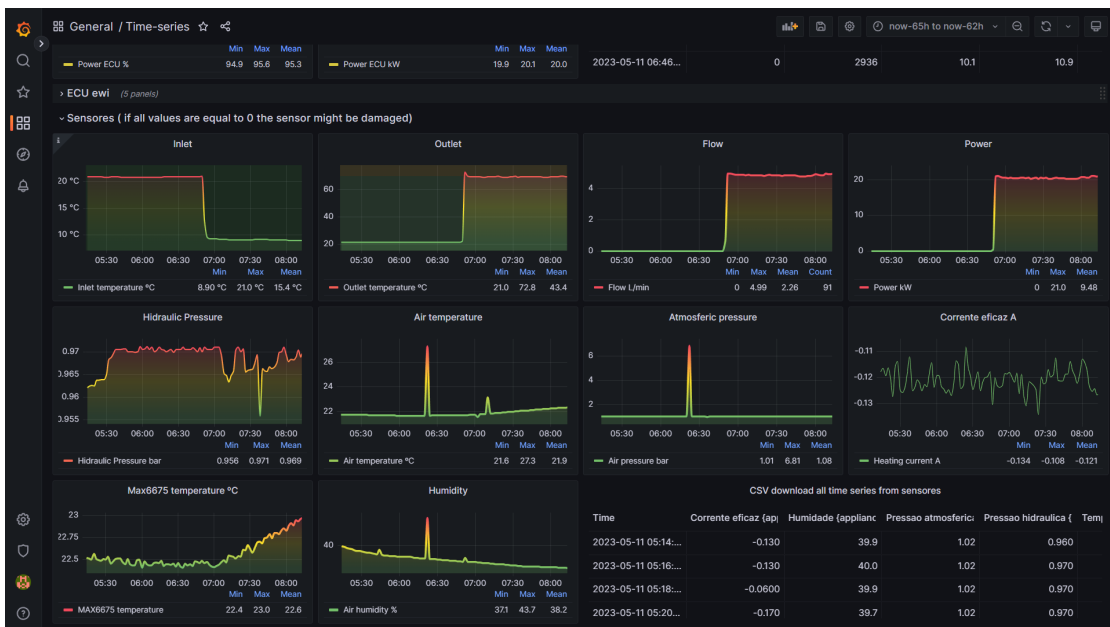 General / Time-series
now-65h to now-62h
Min Max Mean
Power ECU % 94.9 95.6 95.3
Min Max Mean
Power ECU kW 19.9 20.1 20.0
2023-05-11 06:46... 0 2936 10.1 10.9
ECU ewi (5 panels)
Sensores ( if all values are equal to 0 the sensor might be damaged)
Inlet
20 ºC
15 ºC
10 ºC
05:30 06:00 06:30 07:00 07:30 08:00
Min Max Mean
Inlet temperature ºC 8.90 ºC 21.0 ºC 15.4 ºC
Outlet
60
40
20
05:30 06:00 06:30 07:00 07:30 08:00
Min Max Mean
Outlet temperature ºC 21.0 72.8 43.4
Flow
4
2
0
05:30 06:00 06:30 07:00 07:30 08:00
Min Max Mean Count
Flow L/min 0 4.99 2.26 91
Power
20
10
0
05:30 06:00 06:30 07:00 07:30 08:00
Min Max Mean
Power kW 0 21.0 9.48
Hidraulic Pressure
0.97
0.965
0.96
0.955
05:30 06:00 06:30 07:00 07:30 08:00
Min Max Mean
Hidraulic Pressure bar 0.956 0.971 0.969
Air temperature
26
24
22
05:30 06:00 06:30 07:00 07:30 08:00
Min Max Mean
Air temperature ºC 21.6 27.3 21.9
Atmosferic pressure
6
4
2
05:30 06:00 06:30 07:00 07:30 08:00
Min Max Mean
Air pressure bar 1.01 6.81 1.08
Corrente eficaz A
-0.11
-0.12
-0.13
05:30 06:00 06:30 07:00 07:30 08:00
Min Max Mean
Heating current A -0.134 -0.108 -0.121
Max6675 temperature ºC
23
22.75
22.5
05:30 06:00 06:30 07:00 07:30 08:00
Min Max Mean
MAX6675 temperature 22.4 23.0 22.6
Humidity
40
05:30 06:00 06:30 07:00 07:30 08:00
Min Max Mean
Air humidity % 37.1 43.7 38.2
CSV download all time series from sensores
Time Corrente eficaz {ap Humidade {applianc Pressao atmosferica Pressao hidraulica { Temp
2023-05-11 05:14:... -0.130 39.9 1.02 0.960
2023-05-11 05:16:... -0.130 40.0 1.02 0.970
2023-05-11 05:18:... -0.0600 39.9 1.02 0.970
2023-05-11 05:20... -0.170 39.7 1.02 0.970